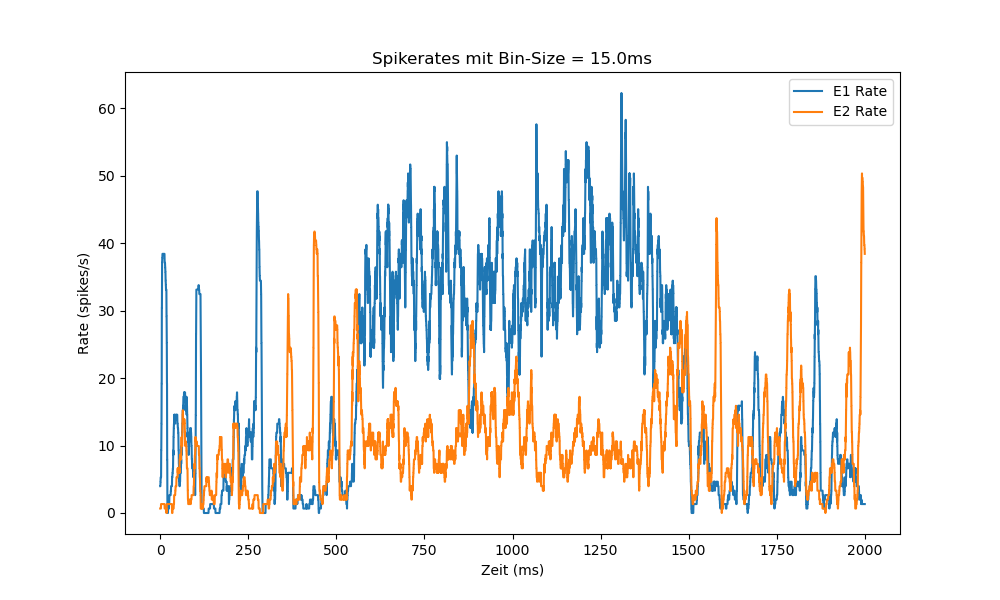 Spikerates mit Bin-Size = 15.0ms
E1 Rate
E2 Rate
Rate (spikes/s)
60
50
40
30
20
10
0
0 250 500 750 1000 1250 1500 1750 2000
Zeit (ms)